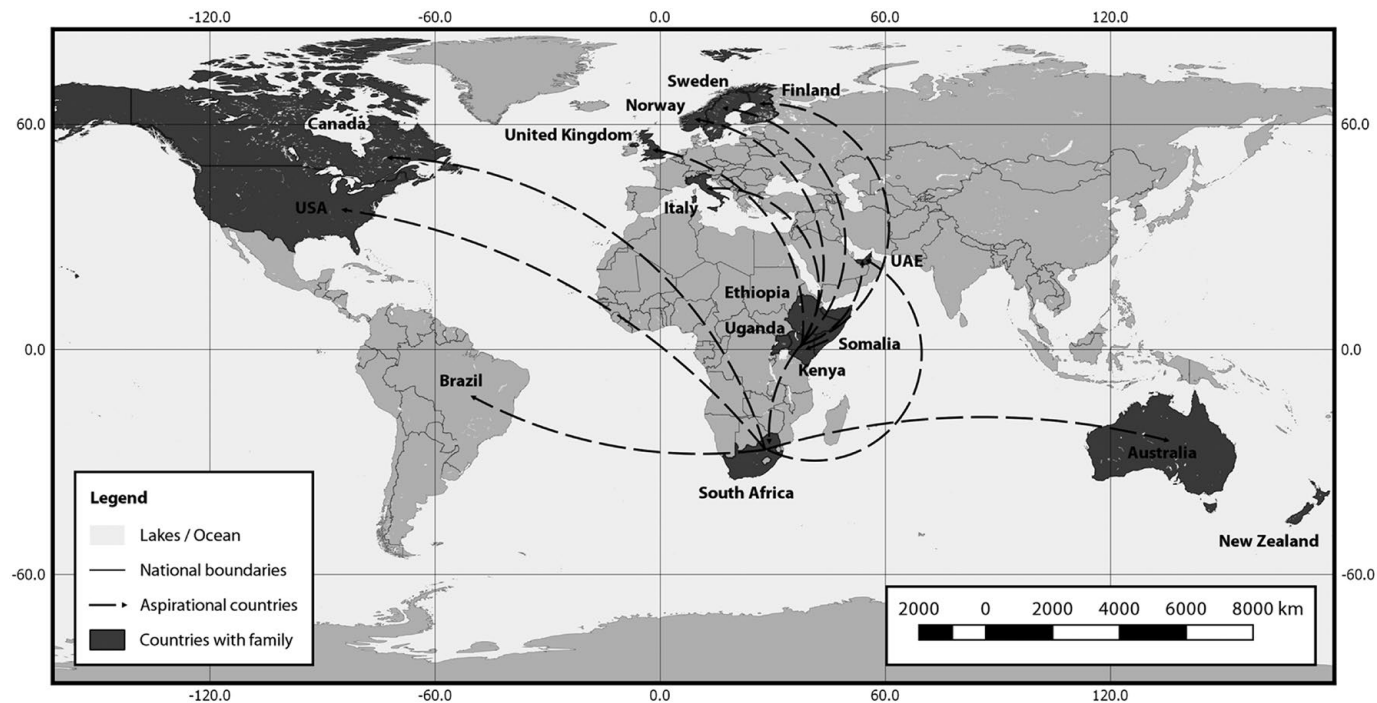 -120.0 -60.0 0.0 60.0 120.0
Sweden
Finland
Norway
60.0 Canada United Kingdom 60.0
Italy
USA
UAE
Ethiopia
Uganda
Somalia
0.0 0.0
Kenya
Brazil
Australia
South Africa
Legend
Lakes / Ocean
National boundaries
Aspirational countries
Countries with family
New Zealand
-60.0 -60.0
2000 0 2000 4000 6000 8000 km
-120.0 -60.0 0.0 60.0 120.0